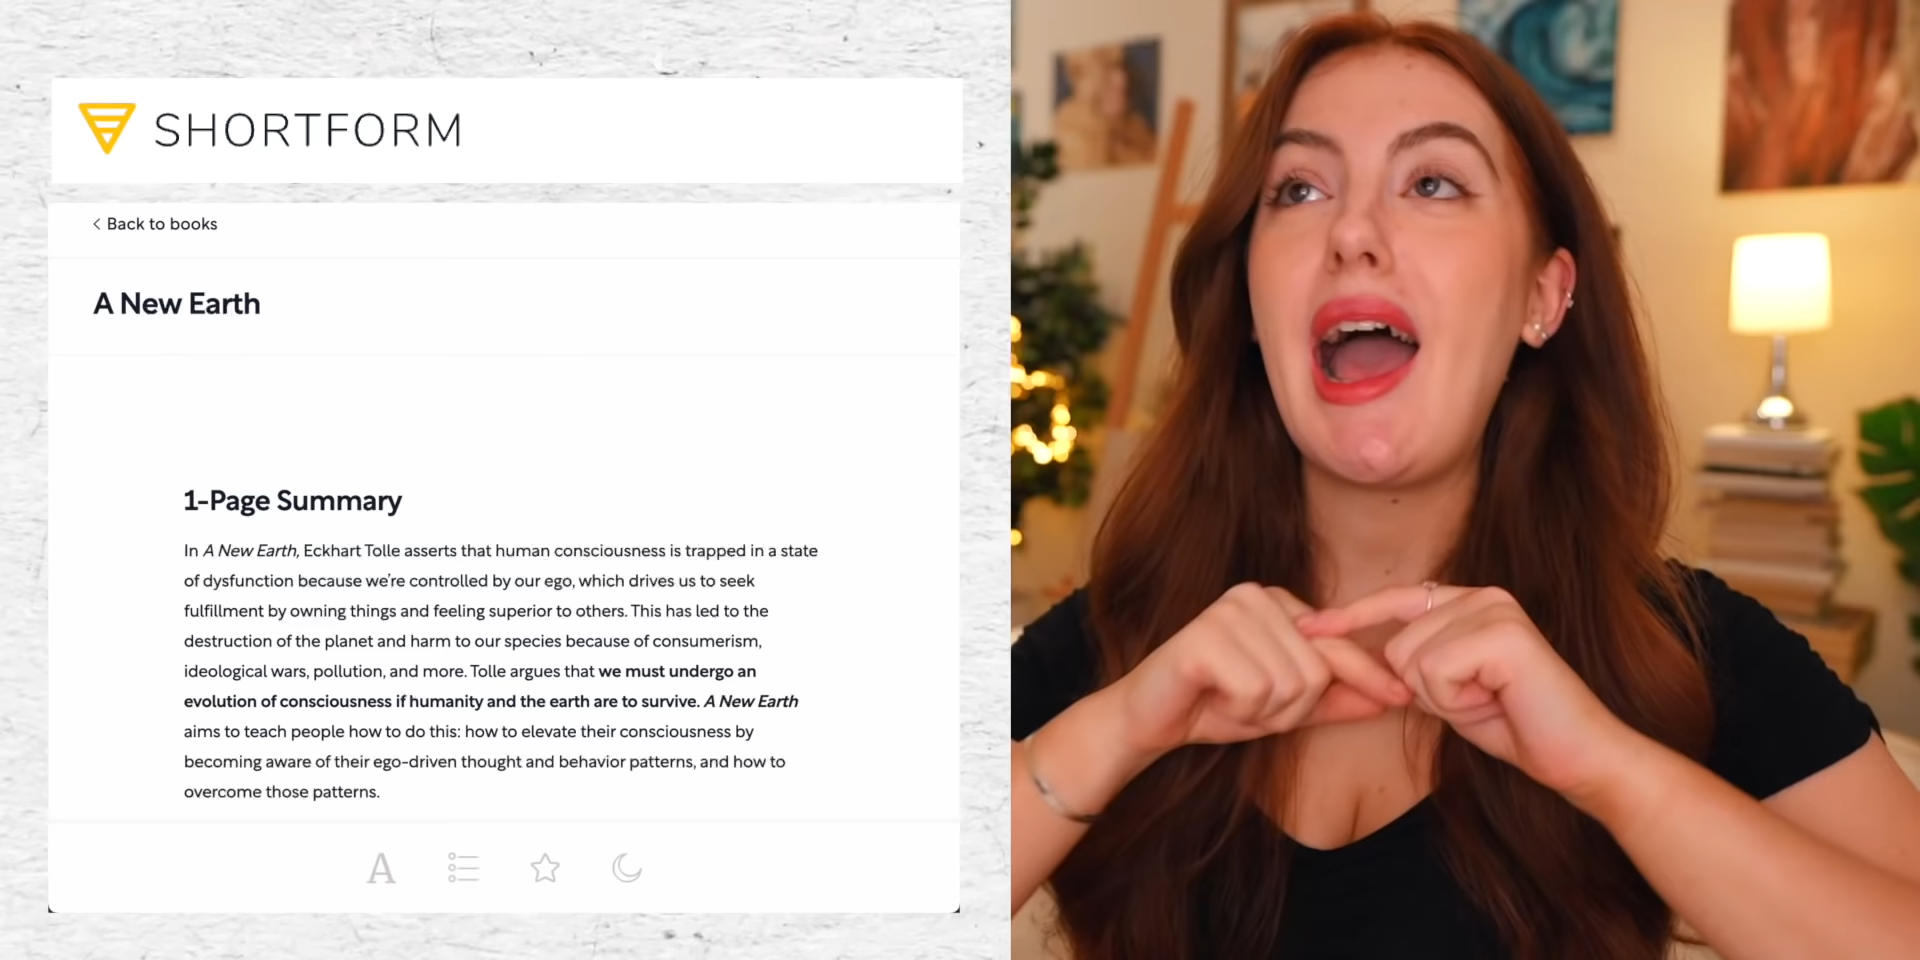 SHORTFORM
< Back to books
A New Earth
1-Page Summary
In A New Earth, Eckhart Tolle asserts that human consciousness is trapped in a state
of dysfunction because we're controlled by our ego, which drives us to seek
fulfillment by owning things and feeling superior to others. This has led to the
destruction of the planet and harm to our species because of consumerism,
ideological wars, pollution, and more. Tolle argues that we must undergo an
evolution of consciousness if humanity and the earth are to survive. A New Earth
aims to teach people how to do this: how to elevate their consciousness by
becoming aware of their ego-driven thought and behavior patterns, and how to
overcome those patterns.
A